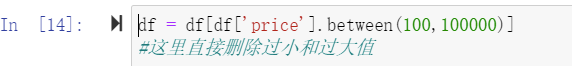 In [14]: df = df[df['price'].between(100,100000)]
#这里直接删除过小和过大值